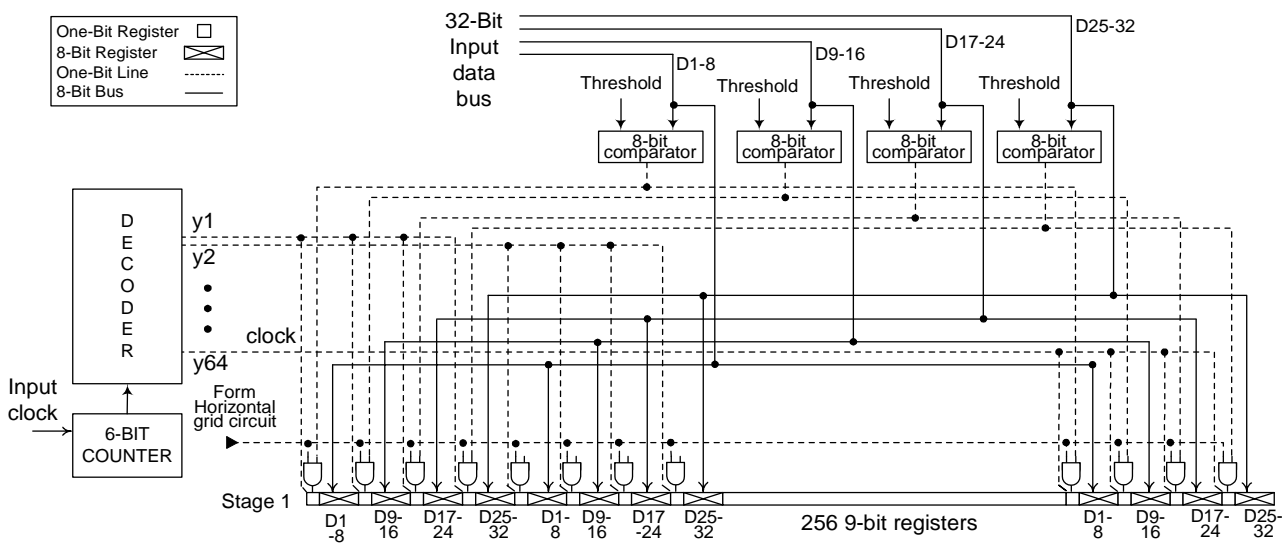 One-Bit Register
8-Bit Register
One-Bit Line
8-Bit Bus
32-Bit
Input
data
bus
D1-8
D9-16
D17-24
D25-32
Threshold
Threshold
Threshold
Threshold
8-bit
comparator
8-bit
comparator
8-bit
comparator
8-bit
comparator
D
E
C
O
D
E
R
y1
y2
clock
y64
Input
clock
6-BIT
COUNTER
Form
Horizontal
grid circuit
Stage 1
D1
-8
D9-
16
D17-
24
D25-
32
D1-
8
D9-
16
D17
-24
D25-
32
256 9-bit registers
D1-
8
D9-
16
D17-
24
D25-
32